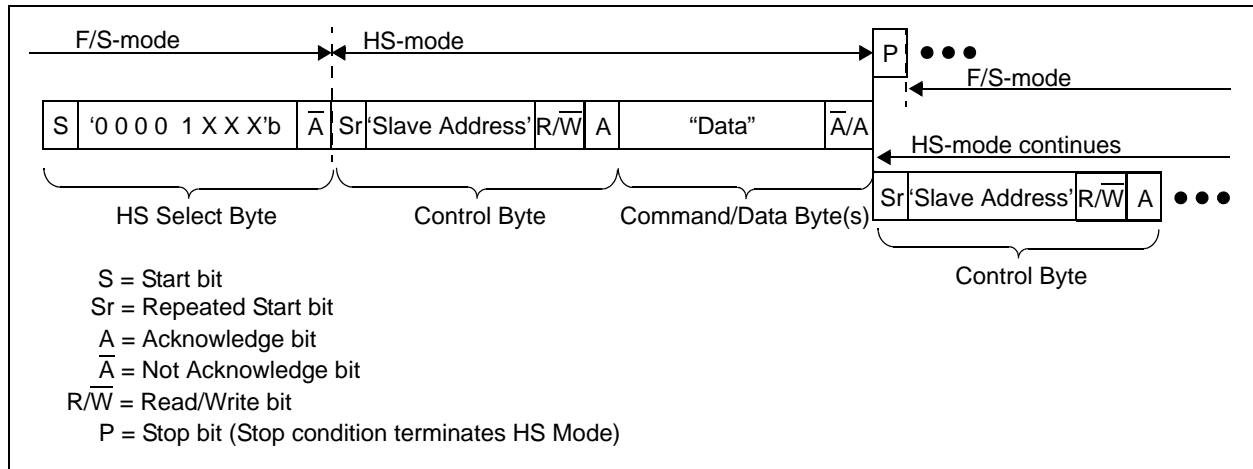 F/S-mode HS-mode
P
F/S-mode
S '0 0 0 0 1 X X X'b A̅ Sr 'Slave Address' R/W̅ A “Data” A̅/A
HS-mode continues
Sr 'Slave Address' R/W̅ A
HS Select Byte Control Byte Command/Data Byte(s)
Control Byte
S = Start bit
Sr = Repeated Start bit
A = Acknowledge bit
A̅ = Not Acknowledge bit
R/W̅ = Read/Write bit
P = Stop bit (Stop condition terminates HS Mode)